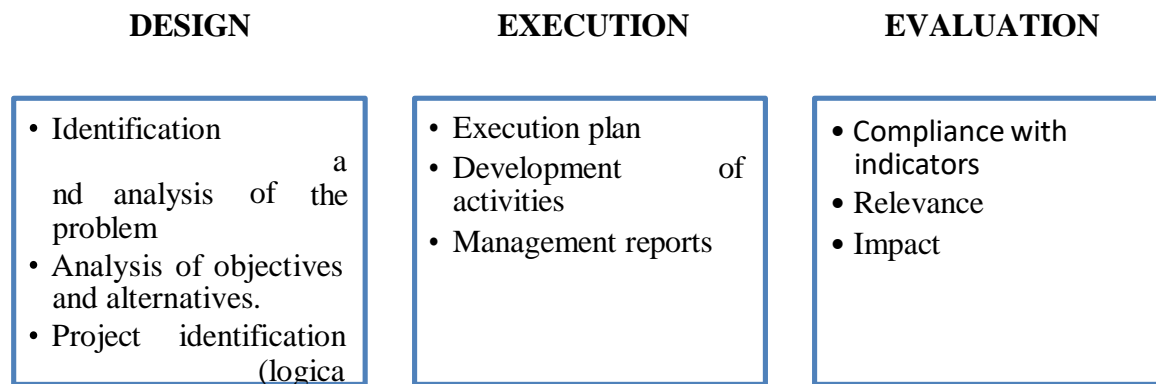 DESIGN
EXECUTION
EVALUATION
• Identification
a
nd analysis of the
problem
• Analysis of objectives
and alternatives.
• Project identification
(logica
• Execution plan
• Development of
activities
• Management reports
• Compliance with
indicators
• Relevance
• Impact